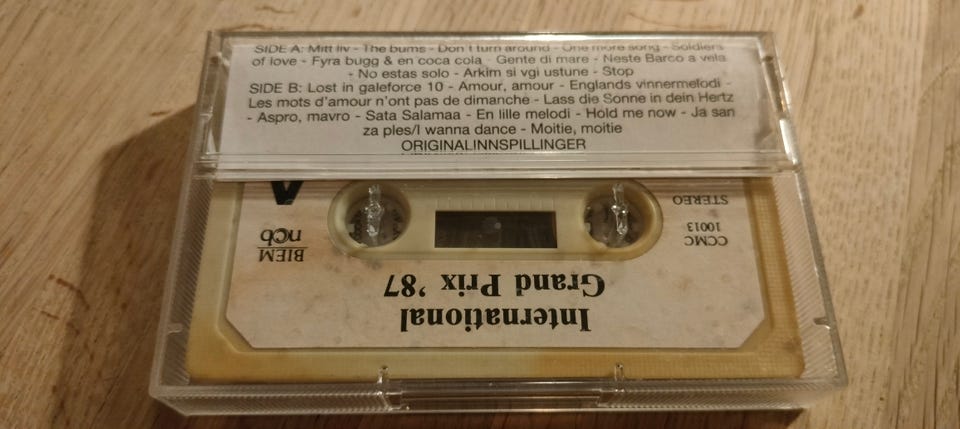 SIDE A: Mitt liv - The bums - Don't turn around - One more song - Soldiers
of love - Fyra bugg & en coca cola - Gente di mare - Neste Barco a vela
- No estas solo - Arkim si vgi ustune - Stop
SIDE B: Lost in galeforce 10 - Amour, amour - Englands vinnermelodi -
Les mots d'amour n'ont pas de dimanche - Lass die Sonne in dein Hertz
- Aspro, mavro - Sata Salamaa - En lille melodi - Hold me now - Ja san
za ples/I wanna dance - Moitie, moitie
ORIGINALINNSPILLINGER
International
Grand Prix '87
BIEM
nCb
CCMC
10013
STEREO
A